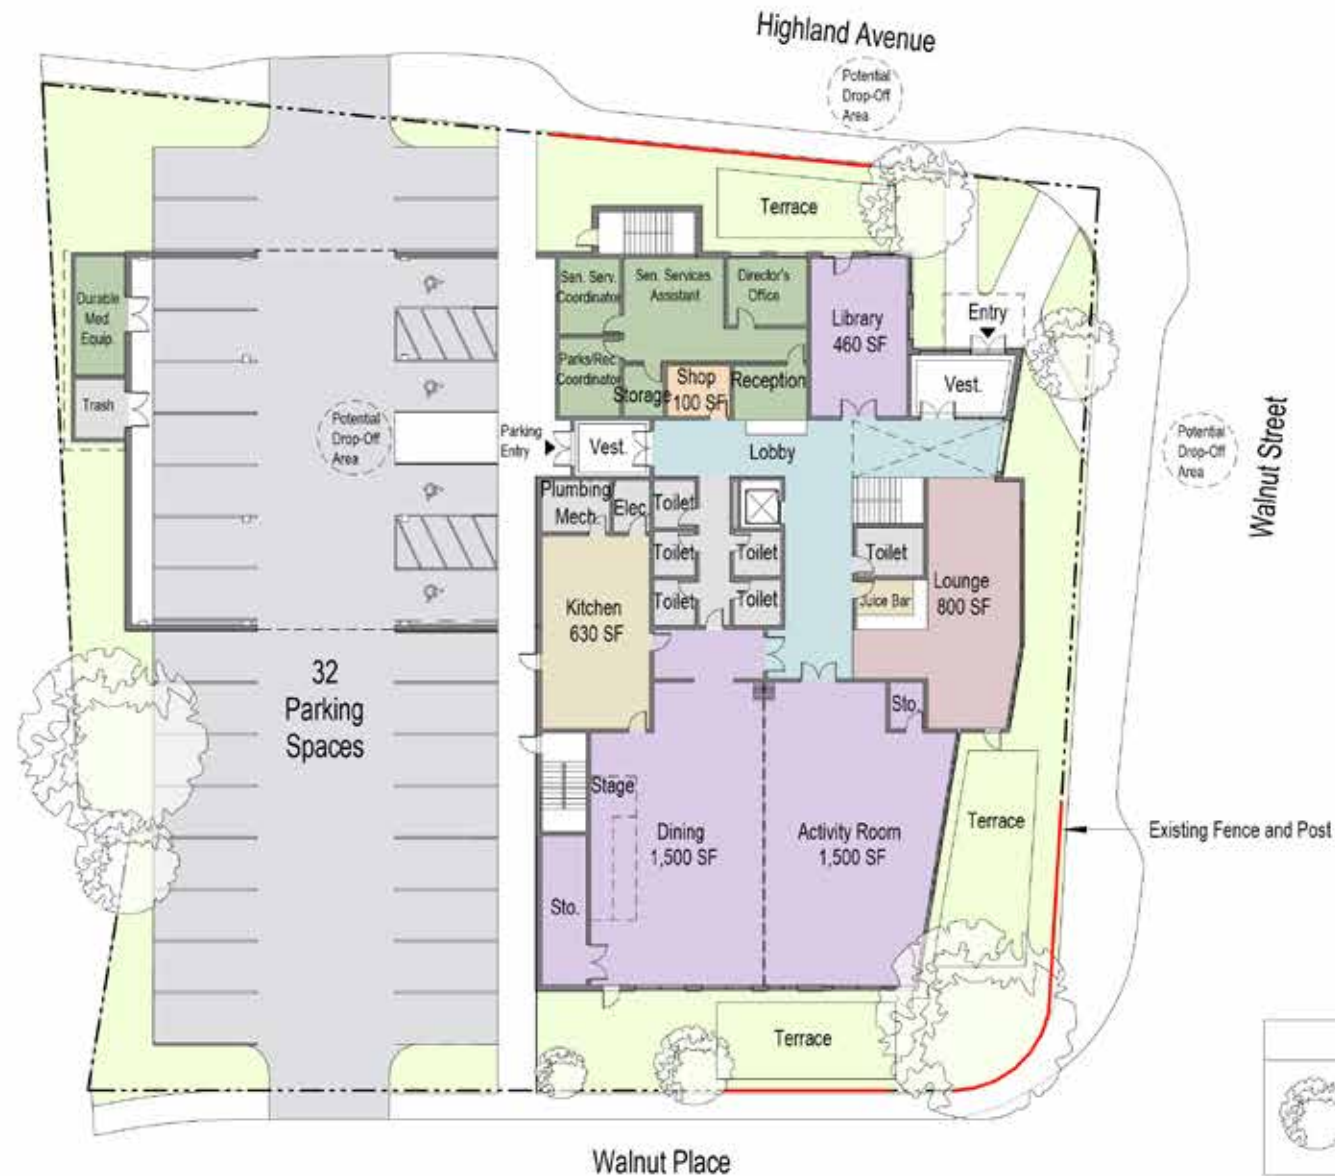 Highland Avenue
Potential
Drop-Off
Area
Terrace
Durable
Med
Equip.
Trash
Sen. Serv.
Coordinator
Sen. Services
Assistant
Director's
Office
Library
460 SF
Entry
Parks/Rec
Coordinator
Storage
Shop
100 SF
Reception
Vest.
Potential
Drop-Off
Area
Parking
Entry
Vest.
Lobby
Potential
Drop-Off
Area
Walnut Street
Plumbing
Mech.
Elec.
Toilet
Toilet
Toilet
Toilet
Toilet
Toilet
Kitchen
630 SF
Juice Bar
Lounge
800 SF
32
Parking
Spaces
Sto.
Stage
Dining
1,500 SF
Activity Room
1,500 SF
Terrace
Existing Fence and Post
Sto.
Terrace
Walnut Place